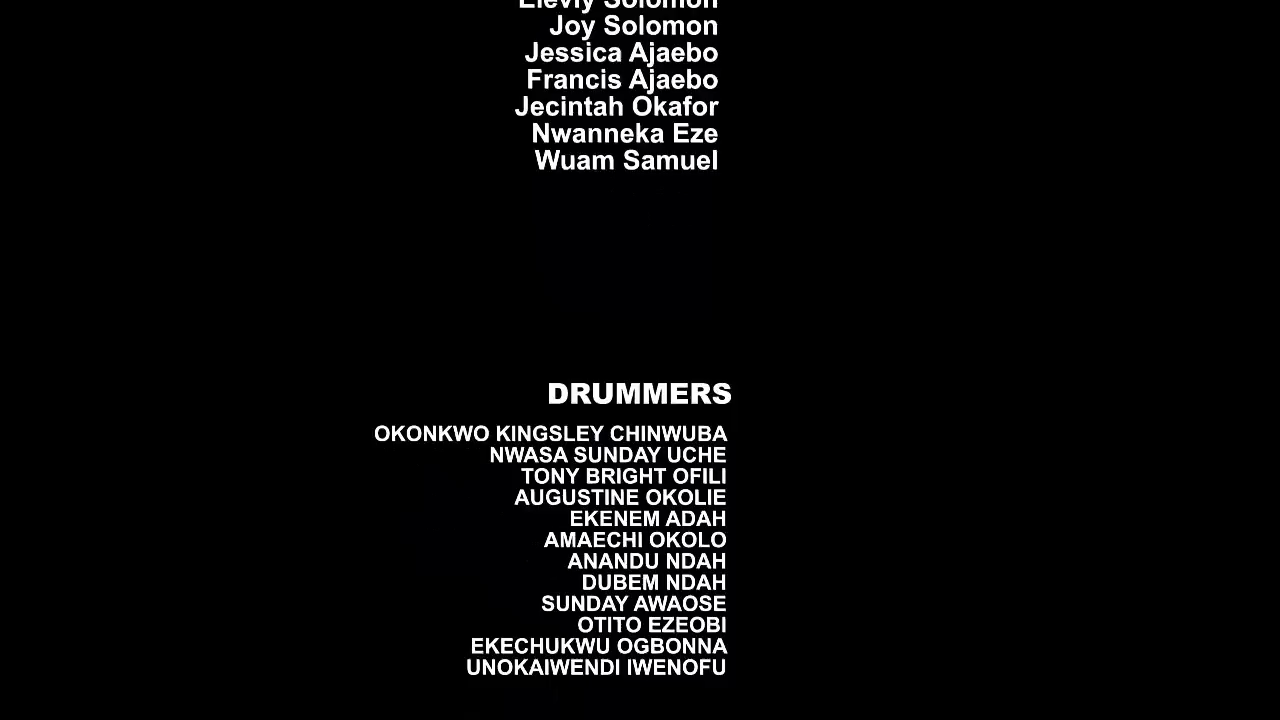 Solomon
Joy Solomon
Jessica Ajaebo
Francis Ajaebo
Jecintah Okafor
Nwanneka Eze
Wuam Samuel
DRUMMERS
OKONKWO KINGSLEY CHINWUBA
NWASA SUNDAY UCHE
TONY BRIGHT OFILI
AUGUSTINE OKOLIE
EKENEM ADAH
AMAECHI OKOLO
ANANDU NDAH
DUBEM NDAH
SUNDAY AWAOSE
OTITO EZEOBI
EKECHUKWU OGBONNA
UNOKAIWENDI IWENOFU